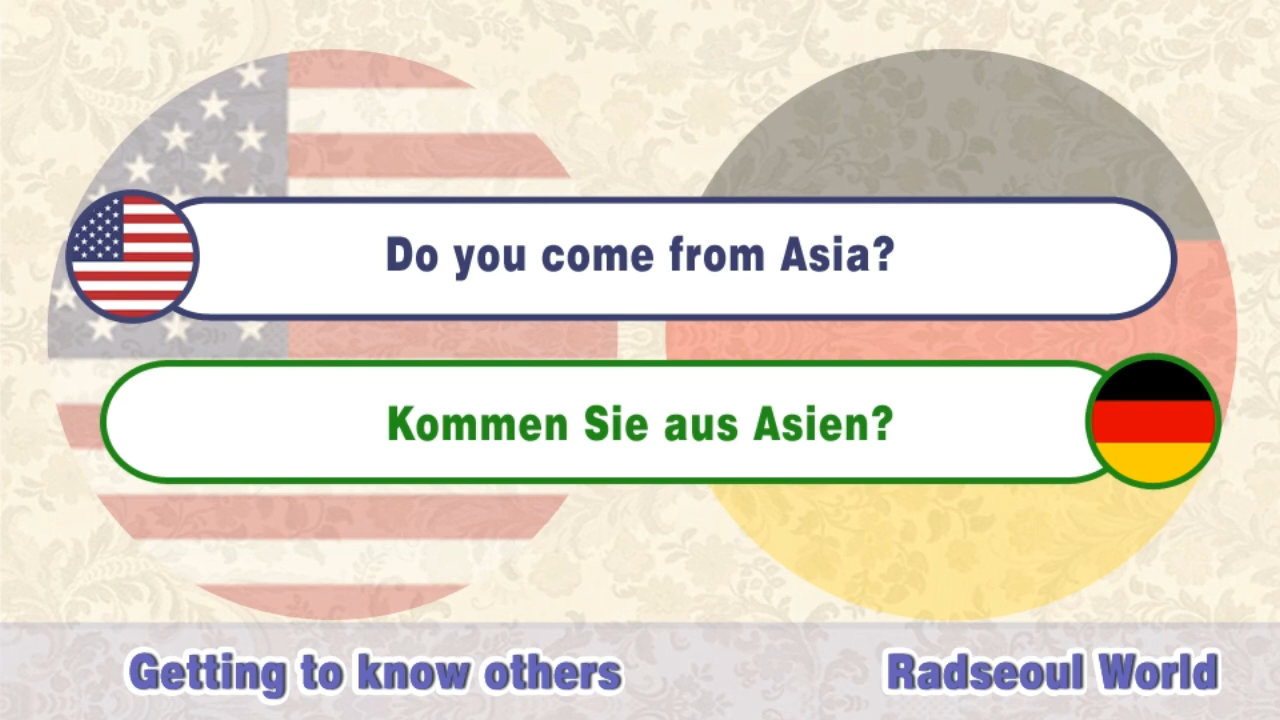 Do you come from Asia?
Kommen Sie aus Asien?
Getting to know others
Radseoul World